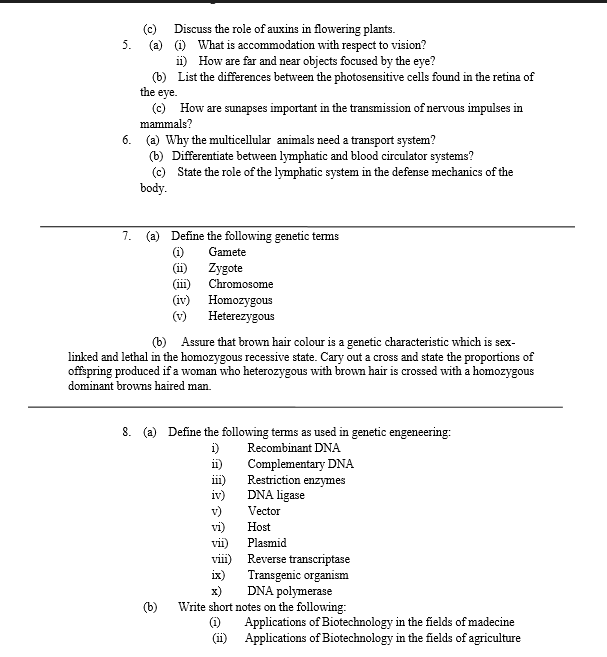 (c) Discuss the role of auxins in flowering plants.
5. (a) (i) What is accommodation with respect to vision?
ii) How are far and near objects focused by the eye?
(b) List the differences between the photosensitive cells found in the retina of
the eye.
(c) How are sunapses important in the transmission of nervous impulses in
mammals?
6. (a) Why the multicellular animals need a transport system?
(b) Differentiate between lymphatic and blood circulator systems?
(c) State the role of the lymphatic system in the defense mechanics of the
body.
7. (a) Define the following genetic terms
(i) Gamete
(ii) Zygote
(iii) Chromosome
(iv) Homozygous
(v) Heterezygous
(b) Assure that brown hair colour is a genetic characteristic which is sex-
linked and lethal in the homozygous recessive state. Cary out a cross and state the proportions of
offspring produced if a woman who heterozygous with brown hair is crossed with a homozygous
dominant browns haired man.
8. (a) Define the following terms as used in genetic engeneering:
i) Recombinant DNA
ii) Complementary DNA
iii) Restriction enzymes
iv) DNA ligase
v) Vector
vi) Host
vii) Plasmid
viii) Reverse transcriptase
ix) Transgenic organism
x) DNA polymerase
(b) Write short notes on the following:
(i) Applications of Biotechnology in the fields of madecine
(ii) Applications of Biotechnology in the fields of agriculture